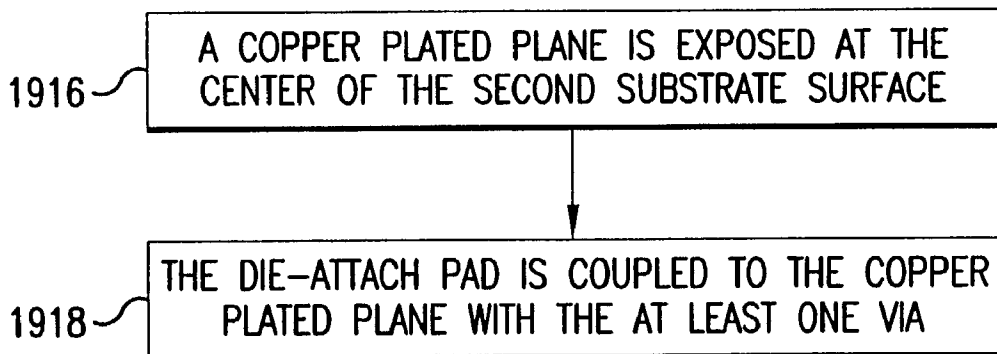 1916
A COPPER PLATED PLANE IS EXPOSED AT THE
CENTER OF THE SECOND SUBSTRATE SURFACE
1918
THE DIE-ATTACH PAD IS COUPLED TO THE COPPER
PLATED PLANE WITH THE AT LEAST ONE VIA